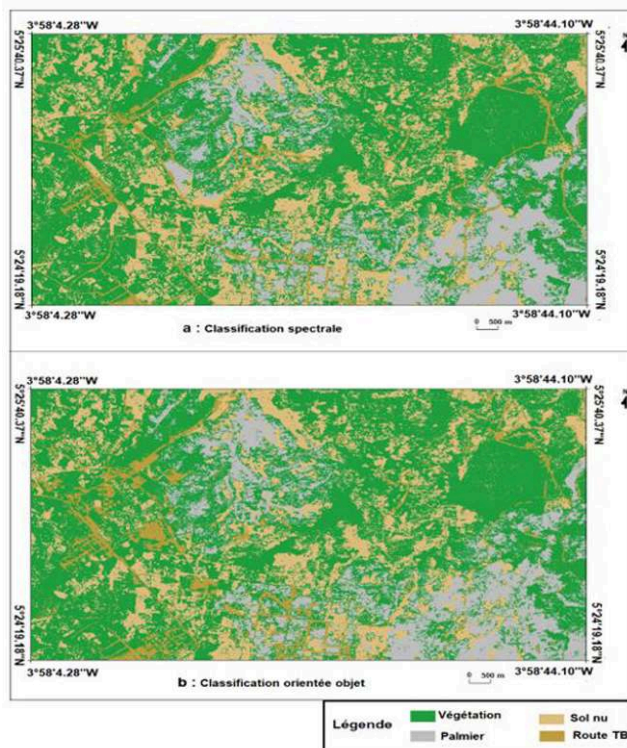 3°58'4.28"W 3°58'44.10"W
5°25'40.37"N 5°25'40.37"N
5°24'19.18"N 5°24'19.18"N
3°58'4.28"W 3°58'44.10"W
a : Classification spectrale
500 m
3°58'4.28"W 3°58'44.10"W
5°25'40.37"N 5°25'40.37"N
5°24'19.18"N 5°24'19.18"N
3°58'4.28"W 3°58'44.10"W
b : Classification orientée objet
500 m
Légende
Végétation Sol nu
Palmier Route TB